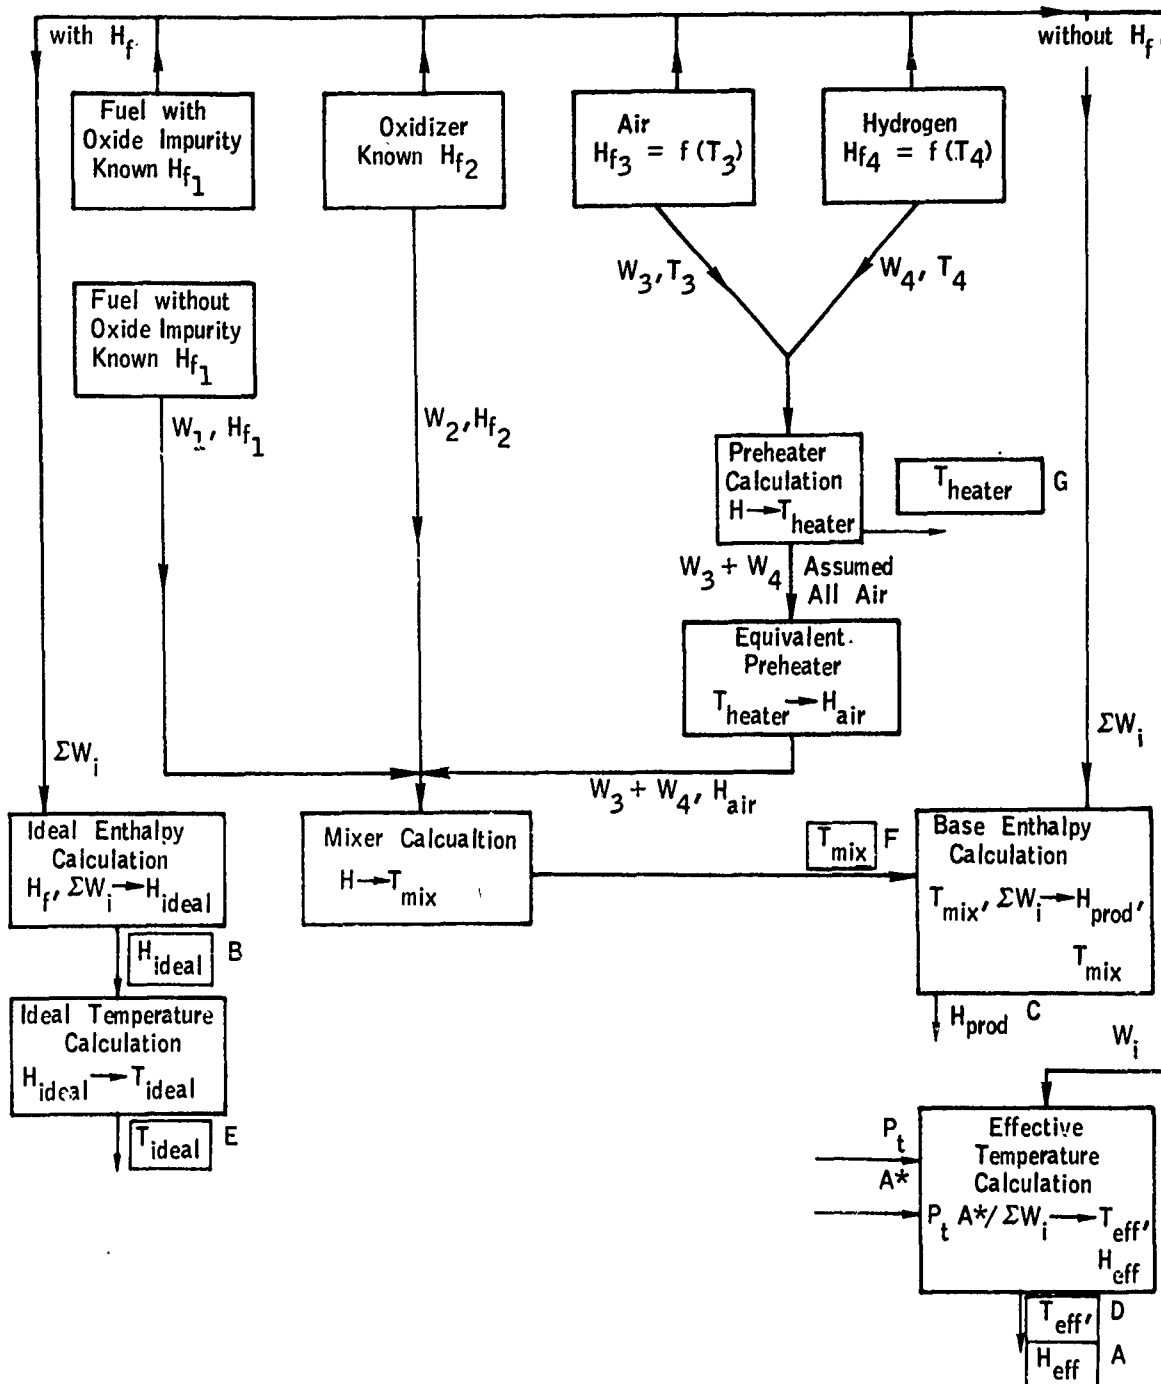 with H_f
without H_f
Fuel with
Oxide Impurity
Known H_f1
Oxidizer
Known H_f2
Air
H_f3 = f(T_3)
Hydrogen
H_f4 = f(T_4)
W_3, T_3
W_4, T_4
Fuel without
Oxide Impurity
Known H_f1
W_1, H_f1
W_2, H_f2
Preheater
Calculation
H → T_heater
T_heater
G
W_3 + W_4
Assumed
All Air
Equivalent
Preheater
T_heater → H_air
ΣW_i
ΣW_i
W_3 + W_4, H_air
Ideal Enthalpy
Calculation
H_f, ΣW_i → H_ideal
Mixer Calcualtion
H → T_mix
T_mix
F
Base Enthalpy
Calculation
T_mix, ΣW_i → H_prod,
T_mix
H_ideal
B
H_prod
C
Ideal Temperature
Calculation
H_ideal → T_ideal
T_ideal
E
W_i
P_t
A*
Effective
Temperature
Calculation
P_t A*/ΣW_i → T_eff,
H_eff
T_eff,
D
H_eff
A